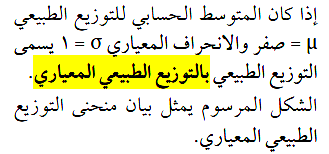 إذا كان المتوسط الحسابي للتوزيع الطبيعي
µ = صفر والانحراف المعياري σ = ١ يسمى
التوزيع الطبيعي بالتوزيع الطبيعي المعياري.
الشكل المرسوم يمثل بيان منحنى التوزيع
الطبيعي المعياري.